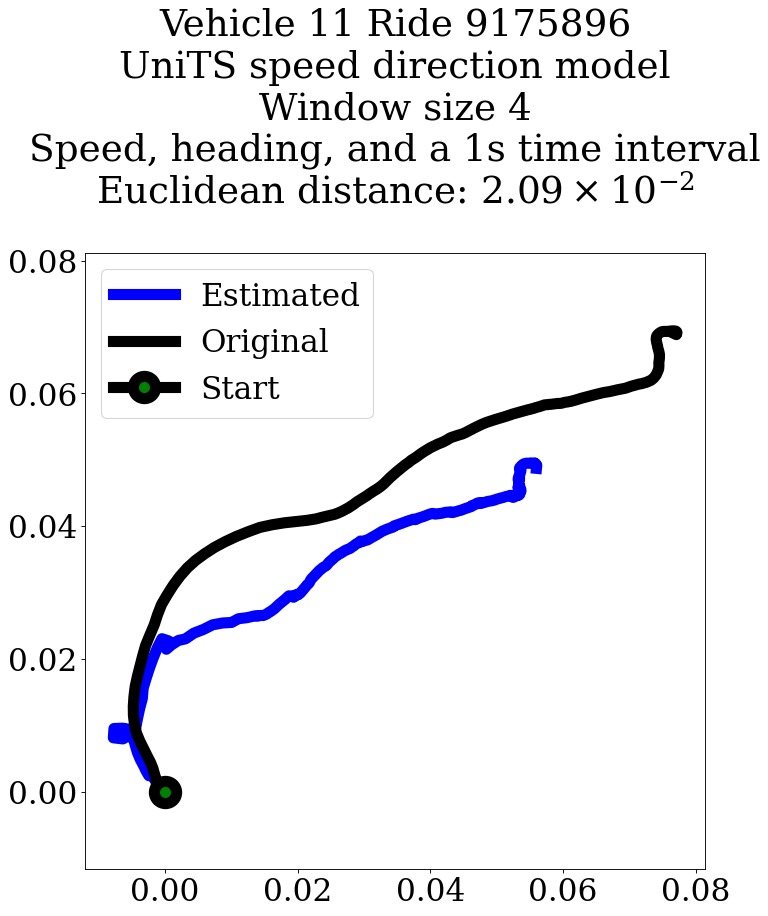 Vehicle 11 Ride 9175896
UniTS speed direction model
Window size 4
Speed, heading, and a 1s time interval
Euclidean distance: 2.09 × 10⁻²
0.08
Estimated
Original
Start
0.06
0.04
0.02
0.00
0.00 0.02 0.04 0.06 0.08